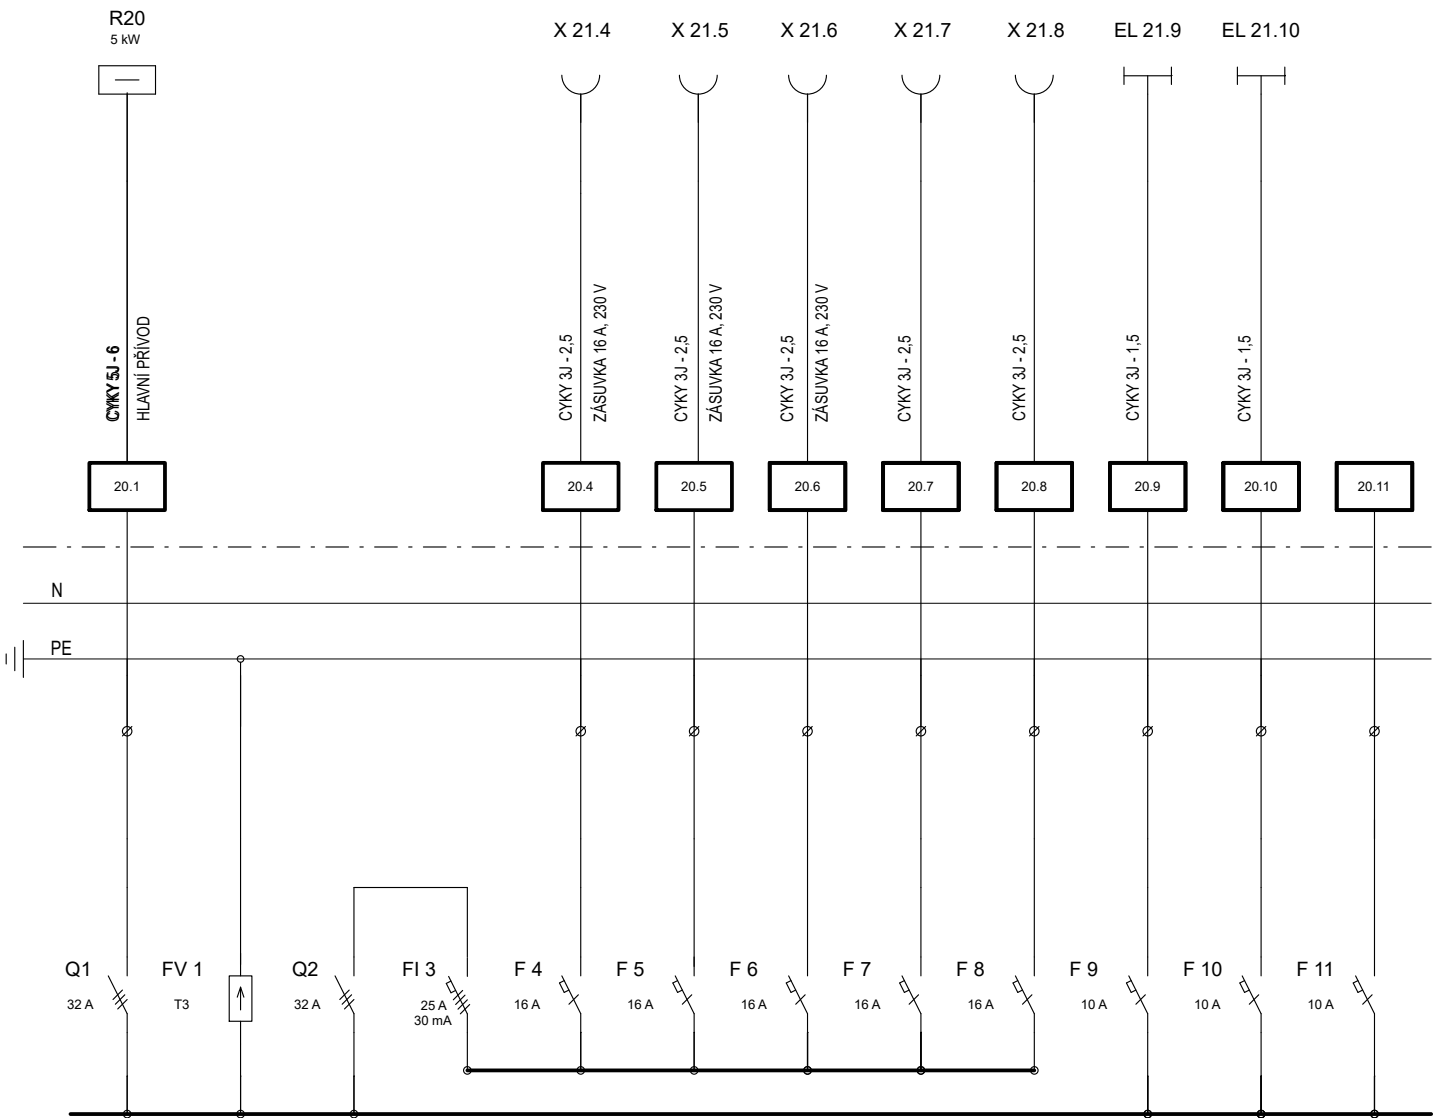 R20
5 kW
X 21.4
X 21.5
X 21.6
X 21.7
X 21.8
EL 21.9
EL 21.10
CYKY 5J - 6
HLAVNÍ PŘÍVOD
CYKY 3J - 2,5
ZÁSUVKA 16 A, 230 V
CYKY 3J - 2,5
ZÁSUVKA 16 A, 230 V
CYKY 3J - 2,5
ZÁSUVKA 16 A, 230 V
CYKY 3J - 2,5
CYKY 3J - 2,5
CYKY 3J - 1,5
CYKY 3J - 1,5
20.1
20.4
20.5
20.6
20.7
20.8
20.9
20.10
20.11
N
PE
Q1
32 A
FV 1
T3
Q2
32 A
FI 3
25 A
30 mA
F 4
16 A
F 5
16 A
F 6
16 A
F 7
16 A
F 8
16 A
F 9
10 A
F 10
10 A
F 11
10 A